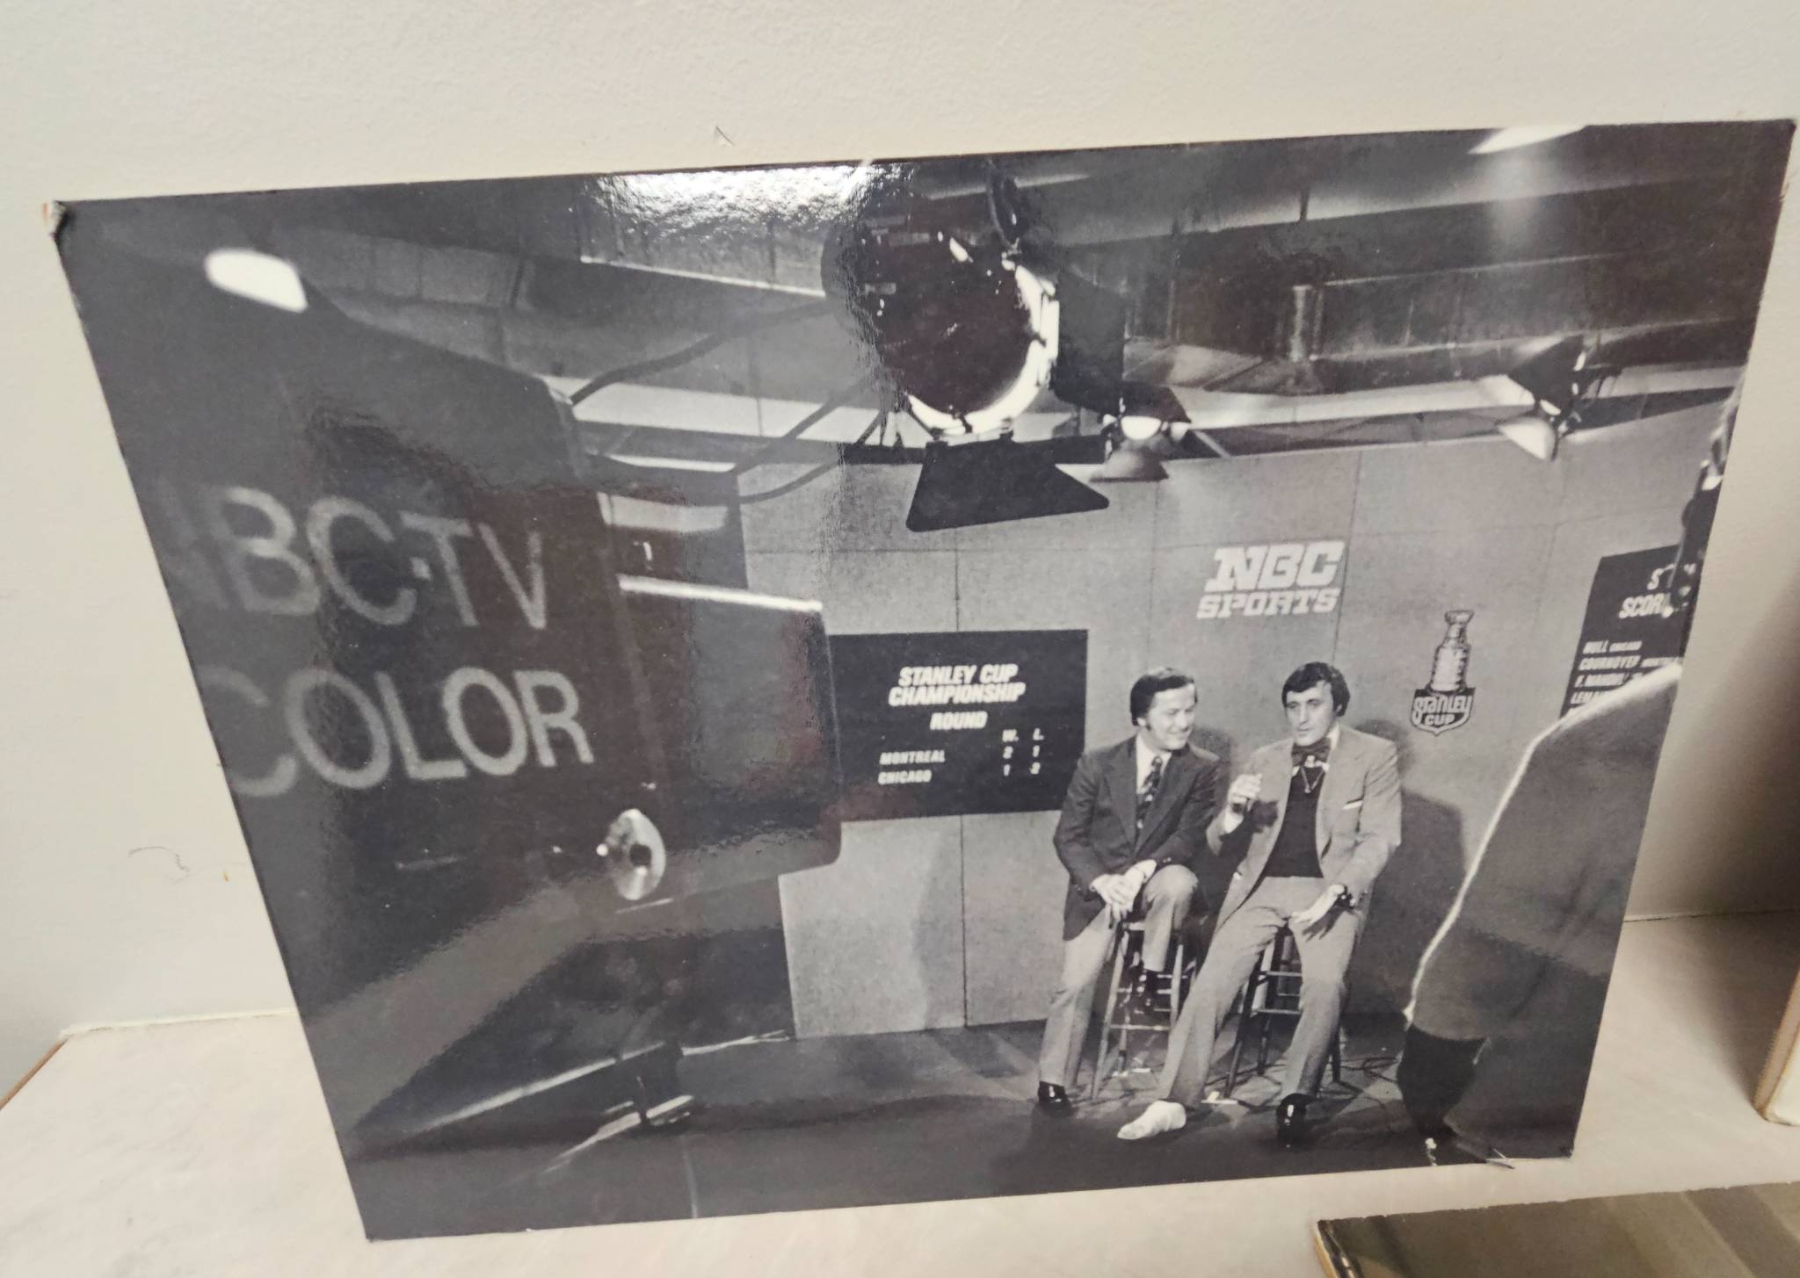 NBC-TV
COLOR
STANLEY CUP
CHAMPIONSHIP
ROUND
W. L.
MONTREAL 2 1
CHICAGO 1 2
NBC
SPORTS
STANLEY
CUP
HULL CHICAGO
COURNOYER